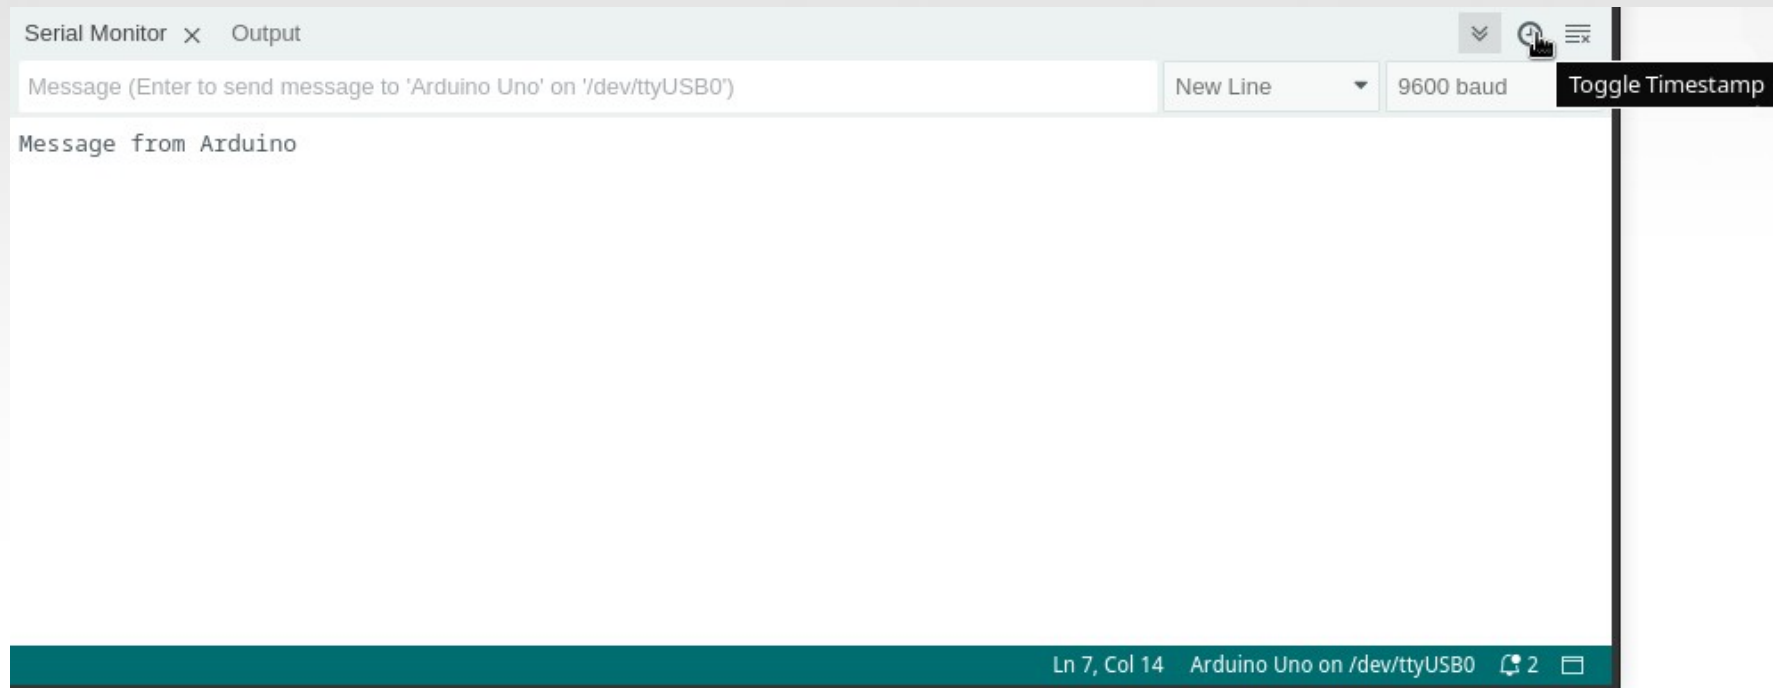 Serial Monitor Output
Message (Enter to send message to 'Arduino Uno' on '/dev/ttyUSB0') New Line 9600 baud Toggle Timestamp
Message from Arduino
Ln 7, Col 14 Arduino Uno on /dev/ttyUSB0 2